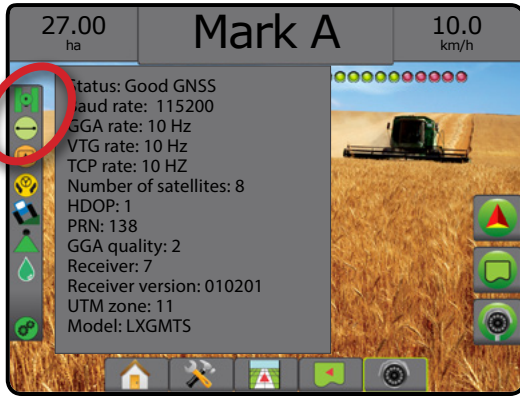 27.00
ha
Mark A
10.0
km/h
Status: Good GNSS
Baud rate: 115200
GGA rate: 10 Hz
VTG rate: 10 Hz
TCP rate: 10 HZ
Number of satellites: 8
HDOP: 1
PRN: 138
GGA quality: 2
Receiver: 7
Receiver version: 010201
UTM zone: 11
Model: LXGMTS